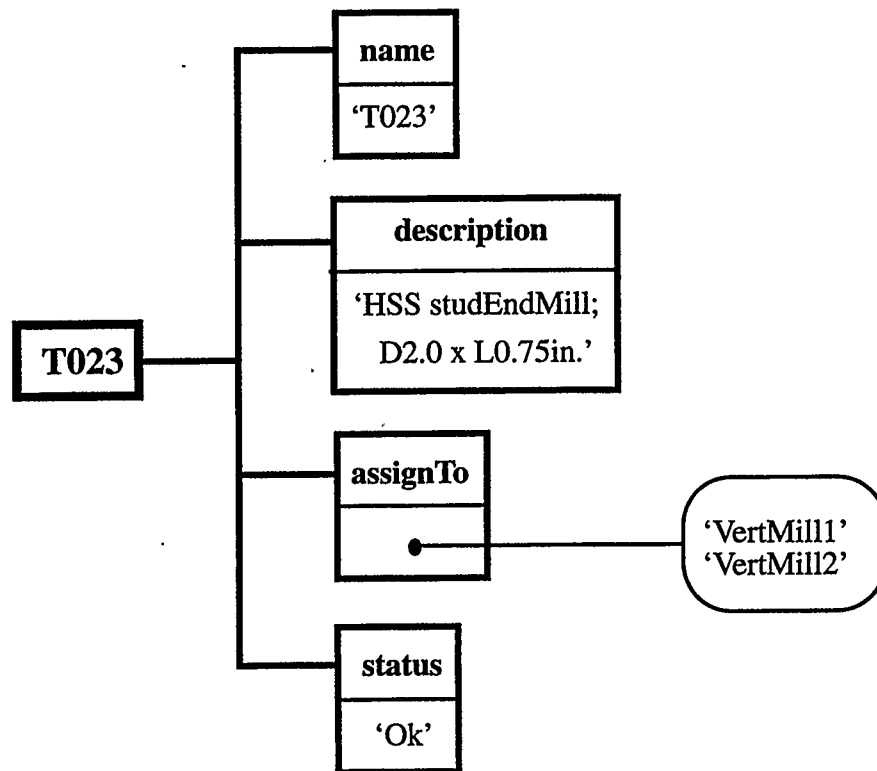 name
‘T023’
description
‘HSS studEndMill;
D2.0 x L0.75in.’
T023
assignTo
‘VertMill1’
‘VertMill2’
status
‘Ok’